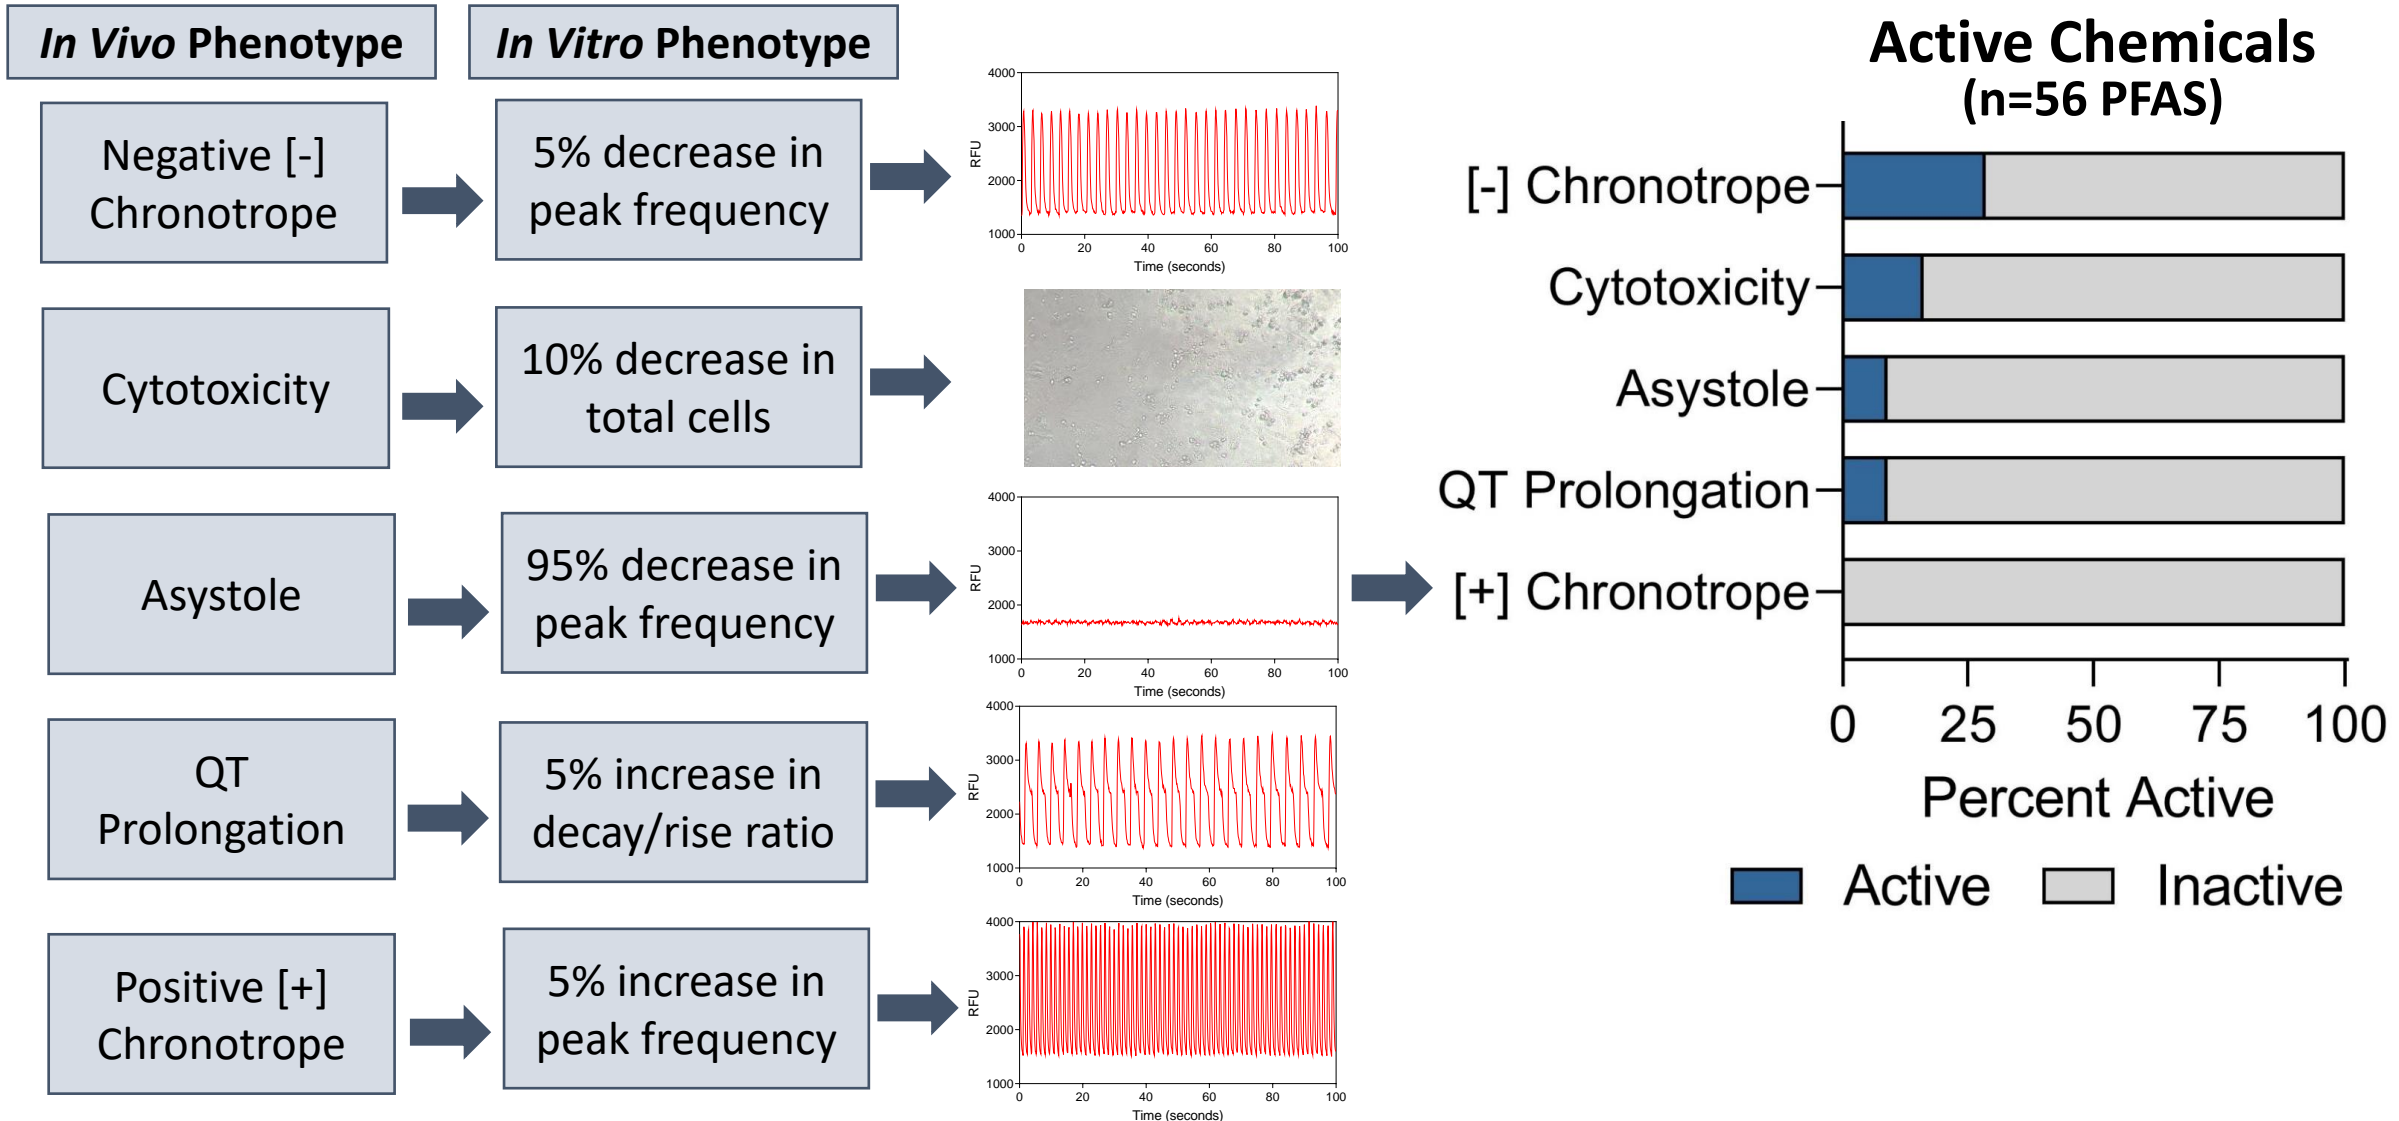 In Vivo Phenotype
In Vitro Phenotype
Negative [-]
Chronotrope
5% decrease in
peak frequency
4000
3000
2000
1000
RFU
0 20 40 60 80 100
Time (seconds)
Cytotoxicity
10% decrease in
total cells
Asystole
95% decrease in
peak frequency
4000
3000
2000
1000
RFU
0 20 40 60 80 100
Time (seconds)
QT
Prolongation
5% increase in
decay/rise ratio
4000
3000
2000
1000
RFU
0 20 40 60 80 100
Time (seconds)
Positive [+]
Chronotrope
5% increase in
peak frequency
4000
3000
2000
1000
RFU
0 20 40 60 80 100
Time (seconds)
Active Chemicals
(n=56 PFAS)
[-] Chronotrope
Cytotoxicity
Asystole
QT Prolongation
[+] Chronotrope
0 25 50 75 100
Percent Active
Active Inactive